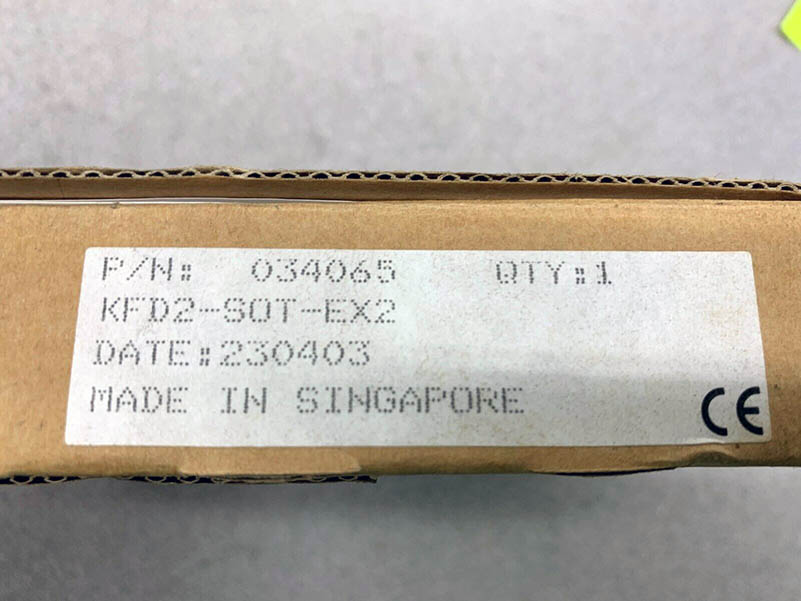 P/N: 034065 QTY:1
KFD2-SOT-EX2
DATE:230403
MADE IN SINGAPORE
CE